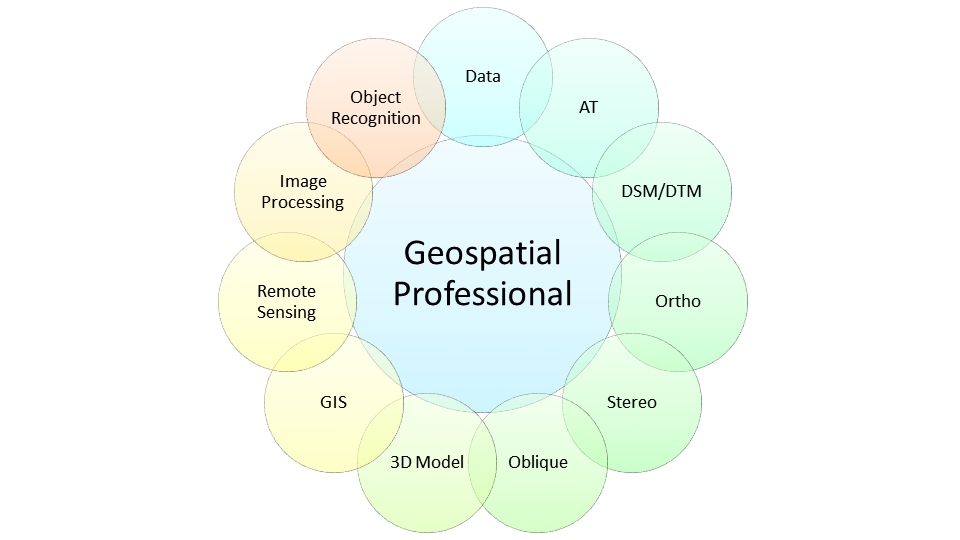 Data
AT
DSM/DTM
Ortho
Stereo
Oblique
3D Model
GIS
Remote
Sensing
Image
Processing
Object
Recognition
Geospatial
Professional